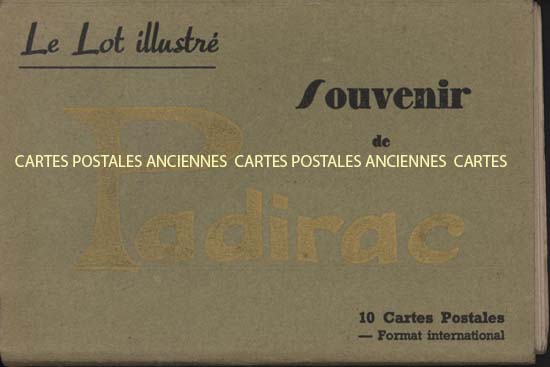 Le Lot illustré
Souvenir
de
CARTES POSTALES ANCIENNES CARTES POSTALES ANCIENNES CARTES
Padirac
10 Cartes Postales
— Format international